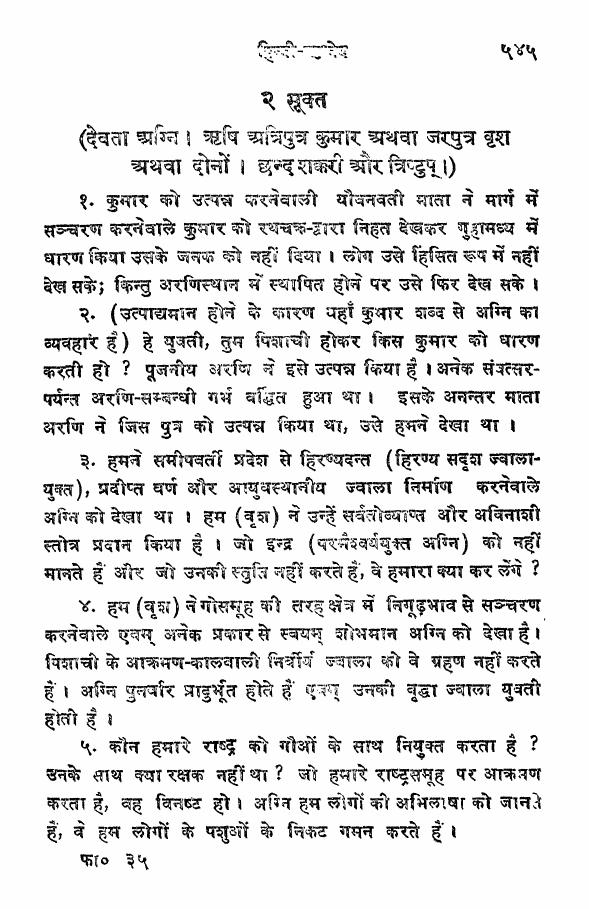 हिन्दी-ऋग्वेद ५४५
२ सूक्त
(देवता अग्नि । ऋषि अत्रिपुत्र कुमार अथवा जरपुत्र वृश
अथवा दोनों । छन्द शक्करी और त्रिष्टुप् ।)
१. कुमार को उत्पन्न करनेवाली यौवनवती माता ने मार्ग में
सञ्चरण करनेवाले कुमार को रथचक्र-द्वारा निहत देखकर गुहामध्य में
धारण किया उसके जनक को नहीं दिया । लोग उसे हिंसित रूप में नहीं
देख सके; किन्तु अरणिस्थान में स्थापित होने पर उसे फिर देख सके ।
२. (उत्पाद्यमान होने के कारण यहाँ कुमार शब्द से अग्नि का
व्यवहार है) हे युवती, तुम पिशाची होकर किस कुमार को धारण
करती हो ? पूजनीय अरणि ने इसे उत्पन्न किया है । अनेक संवत्सर-
पर्यन्त अरणि-सम्बन्धी गर्भ वर्द्धित हुआ था । इसके अनन्तर माता
अरणि ने जिस पुत्र को उत्पन्न किया था, उसे हमने देखा था ।
३. हमने समीपवर्ती प्रदेश से हिरण्यदन्त (हिरण्य सदृश ज्वाला-
युक्त), प्रदीप्त वर्ण और आयुधस्थानीय ज्वाला निर्माण करनेवाले
अग्नि को देखा था । हम (वृश) ने उन्हें सर्वतोव्याप्त और अविनाशी
स्तोत्र प्रदान किया है । जो इन्द्र (परमैश्वर्ययुक्त अग्नि) को नहीं
मानते हैं और जो उनकी स्तुति नहीं करते हैं, वे हमारा क्या कर लेंगे ?
४. हम (वृश) ने गोसमूह की तरह क्षेत्र में निगूढ़भाव से सञ्चरण
करनेवाले एवम् अनेक प्रकार से स्वयम् शोभमान अग्नि को देखा है ।
पिशाची के आक्रमण-कालवाली निर्वीर्य ज्वाला को वे ग्रहण नहीं करते
हैं । अग्नि पुनर्वार प्रादुर्भूत होते हैं एवम् उनकी वृद्धा ज्वाला युवती
होती है ।
५. कौन हमारे राष्ट्र को गौओं के साथ नियुक्त करता है ?
उनके साथ क्या रक्षक नहीं था ? जो हमारे राष्ट्रसमूह पर आक्रमण
करता है, वह विनष्ट हो । अग्नि हम लोगों की अभिलाषा को जानते
हैं, वे हम लोगों के पशुओं के निकट गमन करते हैं ।
फा० ३५